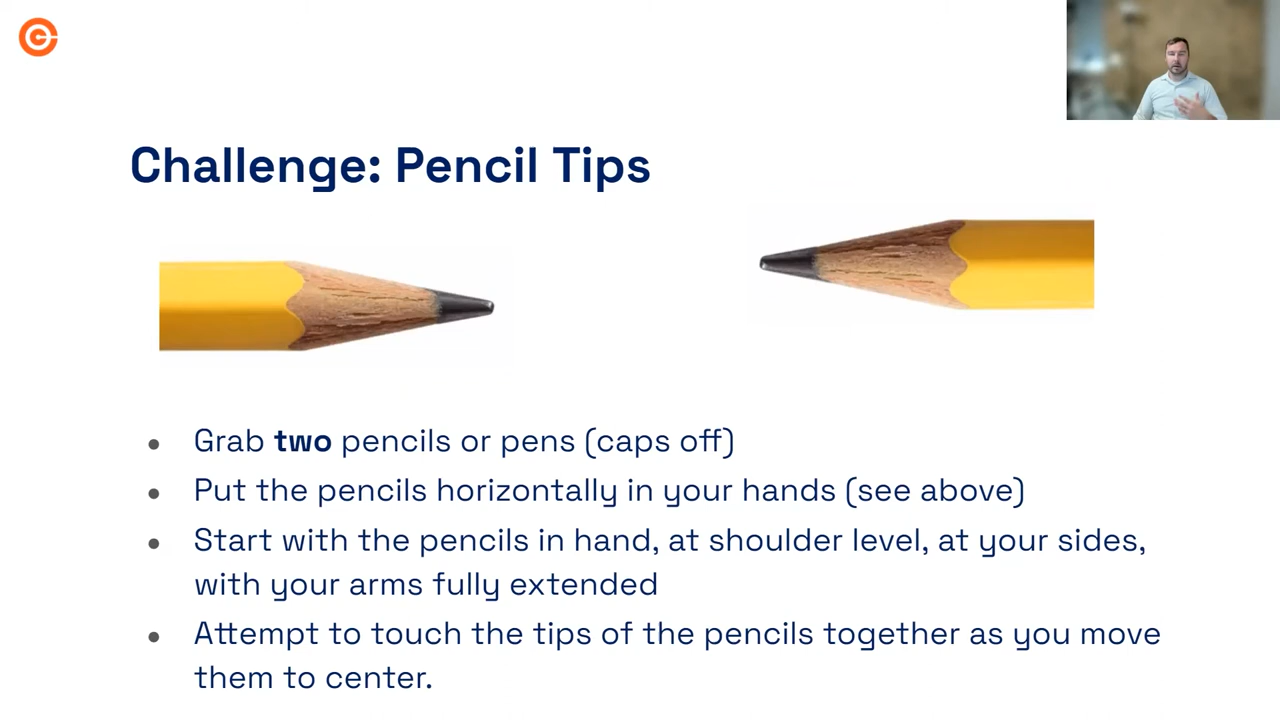 Challenge: Pencil Tips
Grab two pencils or pens (caps off)
Put the pencils horizontally in your hands (see above)
Start with the pencils in hand, at shoulder level, at your sides,
with your arms fully extended
Attempt to touch the tips of the pencils together as you move
them to center.